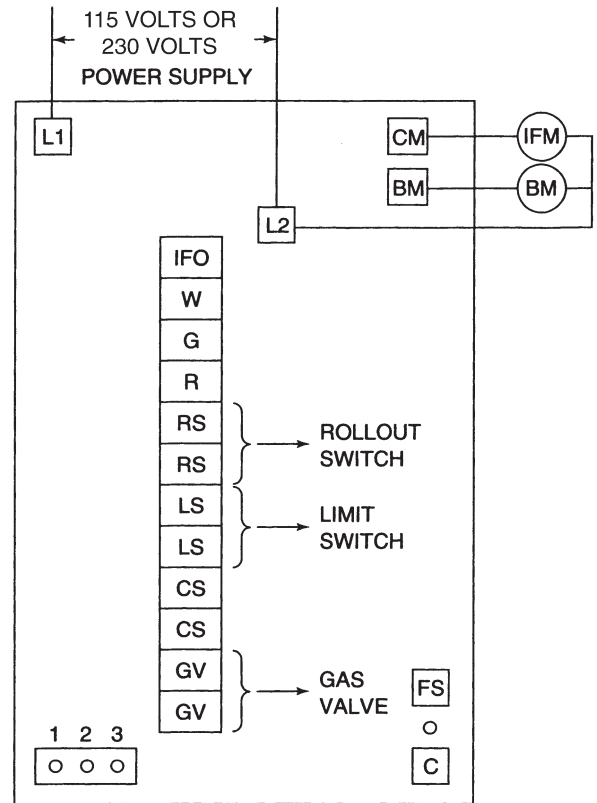 115 VOLTS OR
230 VOLTS
POWER SUPPLY
L1
CM
IFM
BM
BM
L2
IFO
W
G
R
RS
RS
ROLLOUT
SWITCH
LS
LS
LIMIT
SWITCH
CS
CS
GV
GV
GAS
VALVE
FS
1 2 3
C